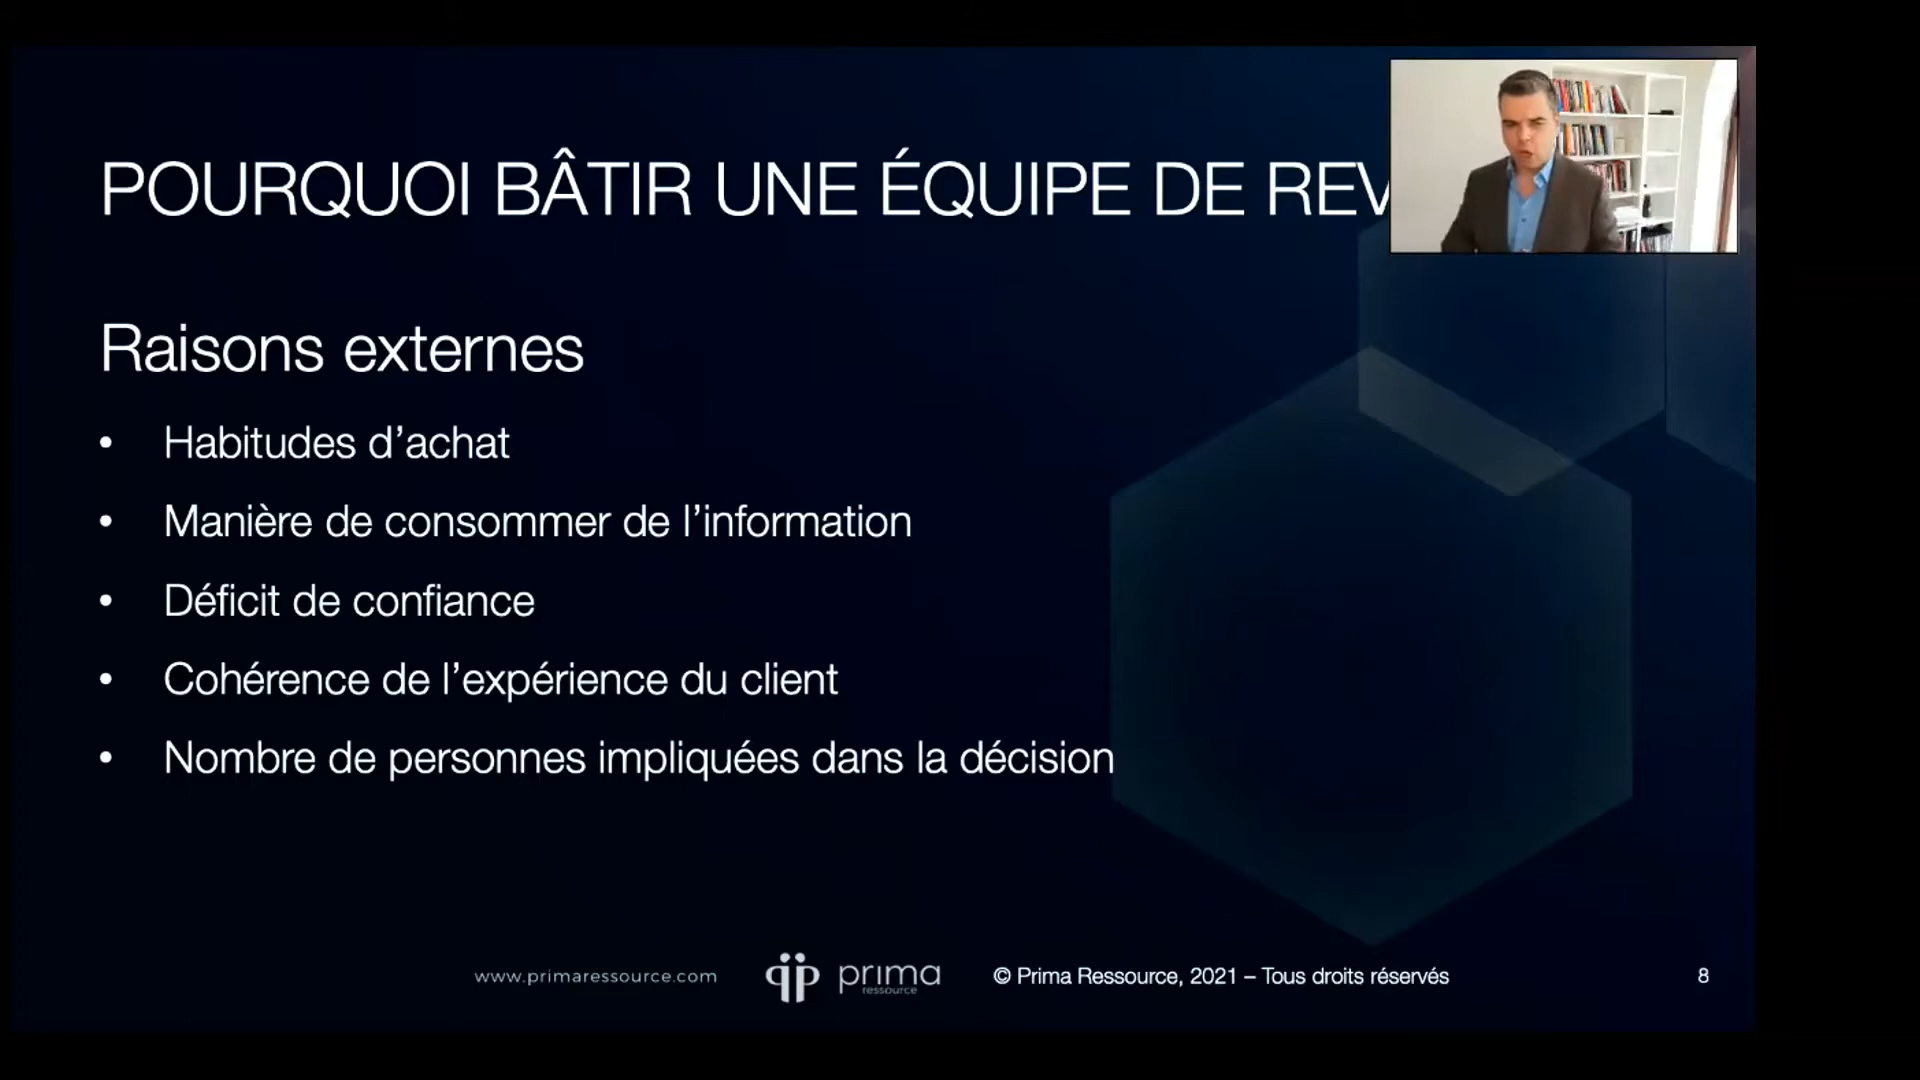 POURQUOI BÂTIR UNE ÉQUIPE DE REV
Raisons externes
• Habitudes d’achat
• Manière de consommer de l’information
• Déficit de confiance
• Cohérence de l’expérience du client
• Nombre de personnes impliquées dans la décision
www.primaressource.com prima ressource © Prima Ressource, 2021 – Tous droits réservés 8